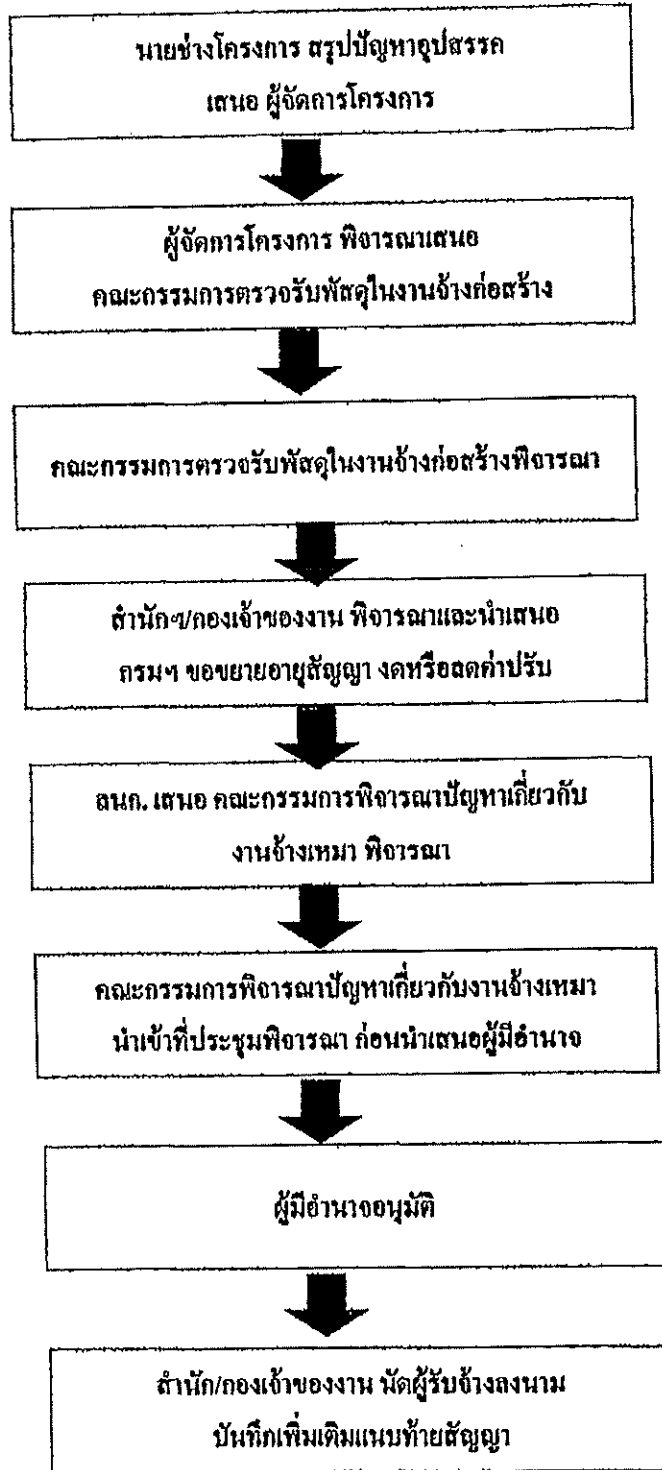 นายช่างโครงการ สรุปปัญหาอุปสรรค
เสนอ ผู้จัดการโครงการ
ผู้จัดการโครงการ พิจารณาเสนอ
คณะกรรมการตรวจรับพัสดุในงานจ้างก่อสร้าง
คณะกรรมการตรวจรับพัสดุในงานจ้างก่อสร้างพิจารณา
สำนักฯ/กองเจ้าของงาน พิจารณาและนำเสนอ
กรมฯ ขอขยายอายุสัญญา งดหรือลดค่าปรับ
ลนก. เสนอ คณะกรรมการพิจารณาปัญหาเกี่ยวกับ
งานจ้างเหมา พิจารณา
คณะกรรมการพิจารณาปัญหาเกี่ยวกับงานจ้างเหมา
นำเข้าที่ประชุมพิจารณา ก่อนนำเสนอผู้มีอำนาจ
ผู้มีอำนาจอนุมัติ
สำนัก/กองเจ้าของงาน นัดผู้รับจ้างลงนาม
บันทึกเพิ่มเติมแนบท้ายสัญญา